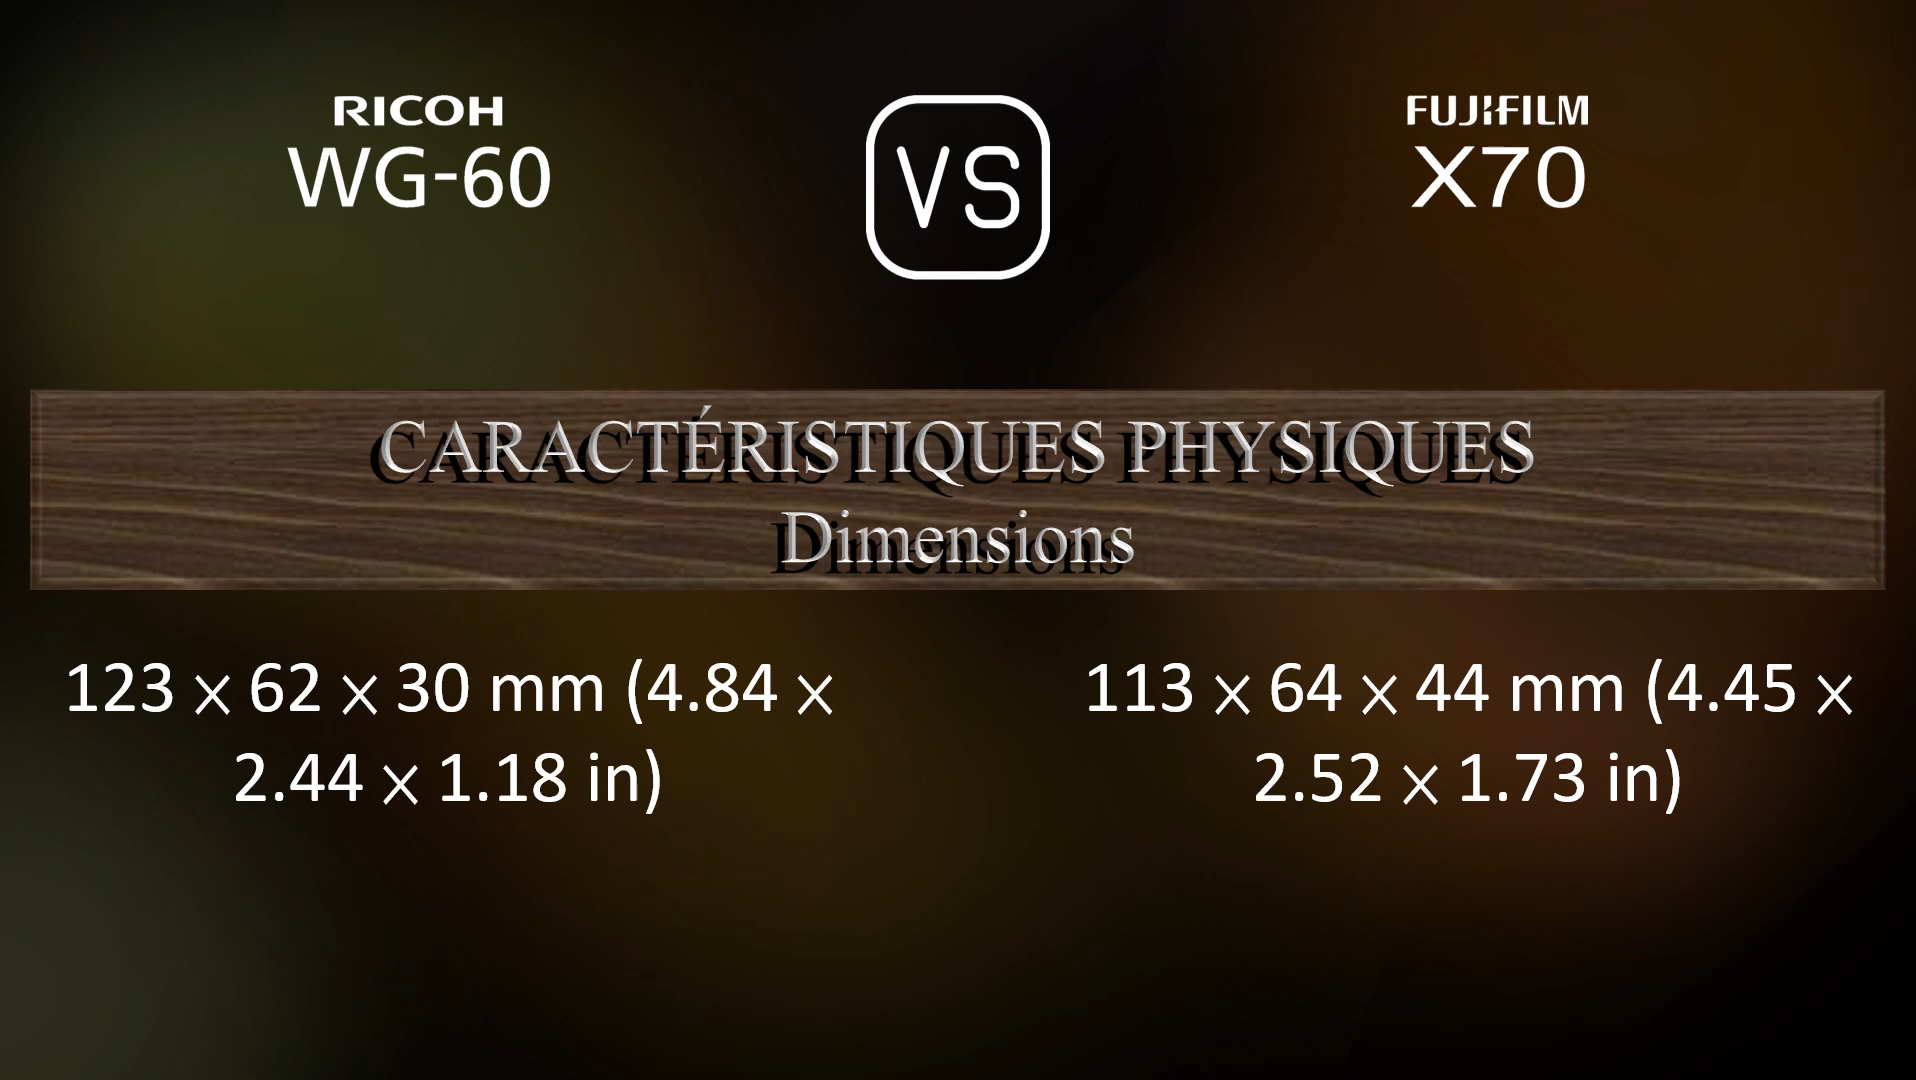 RICOH
WG-60
VS
FUJIFILM
X70
CARACTÉRISTIQUES PHYSIQUES
Dimensions
123 x 62 x 30 mm (4.84 x
2.44 x 1.18 in)
113 x 64 x 44 mm (4.45 x
2.52 x 1.73 in)